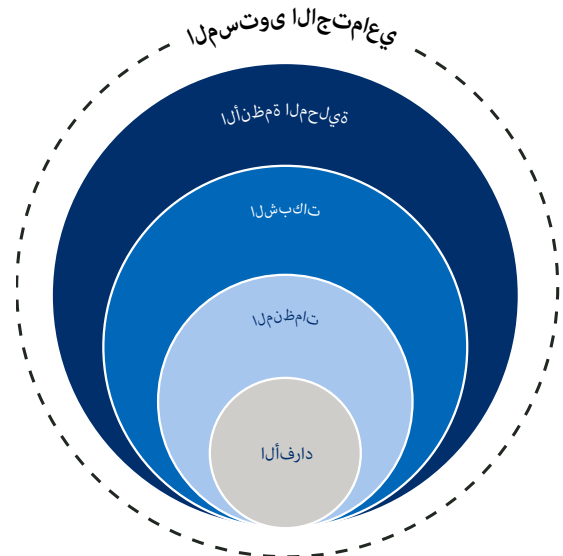 المستوى الاجتماعي
الأنظمة المحلية
الشبكات
المنظمات
الأفراد